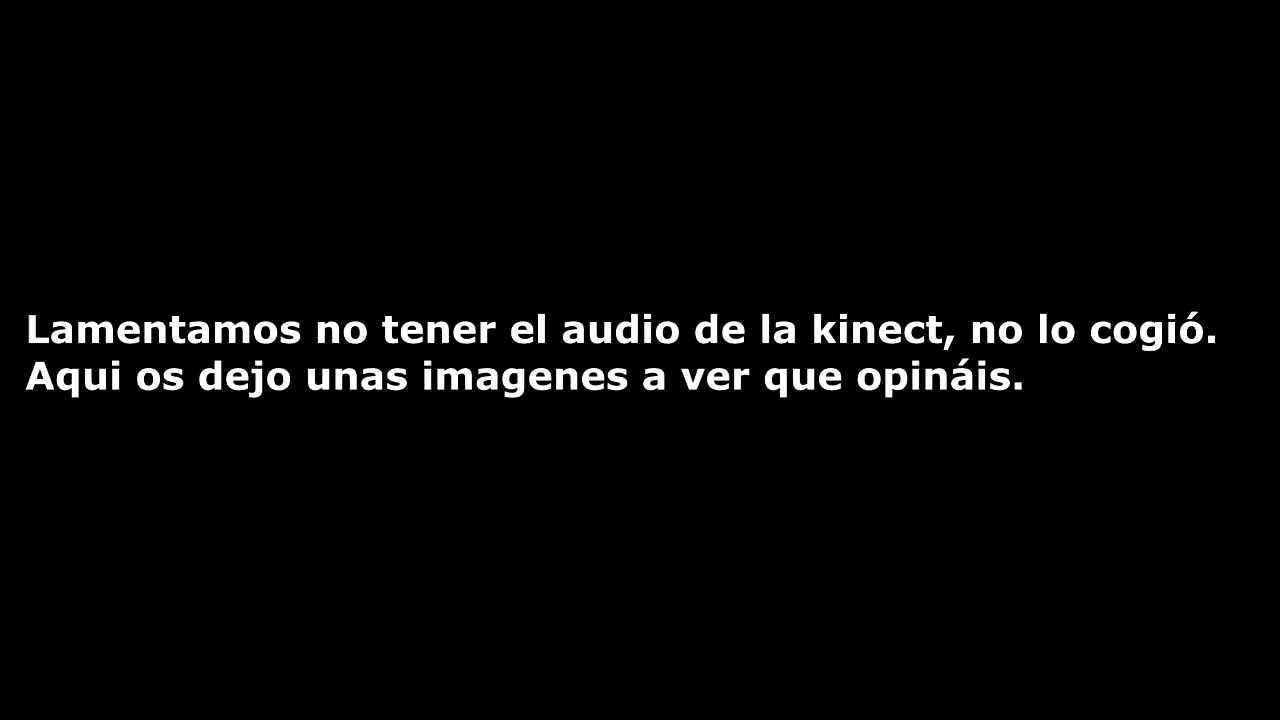 Lamentamos no tener el audio de la kinect, no lo cogió.
Aqui os dejo unas imagenes a ver que opináis.